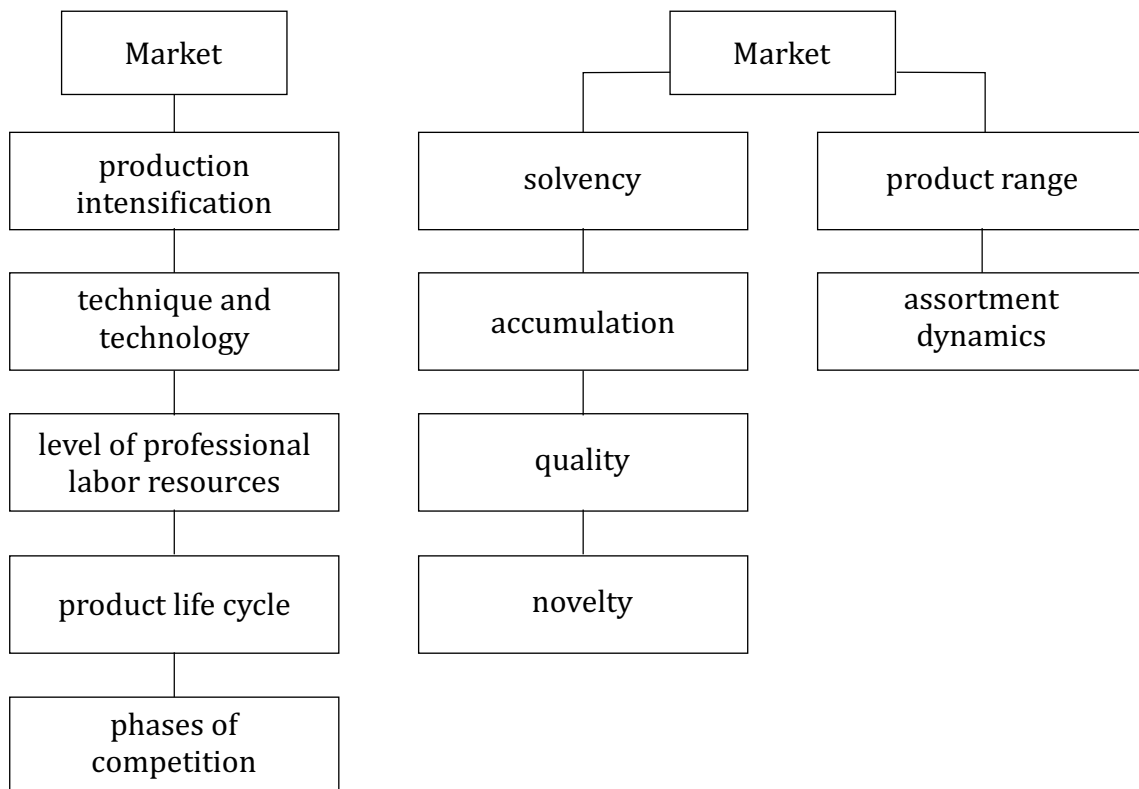 Market
production
intensification
technique and
technology
level of professional
labor resources
product life cycle
phases of
competition
Market
solvency
accumulation
quality
novelty
product range
assortment
dynamics